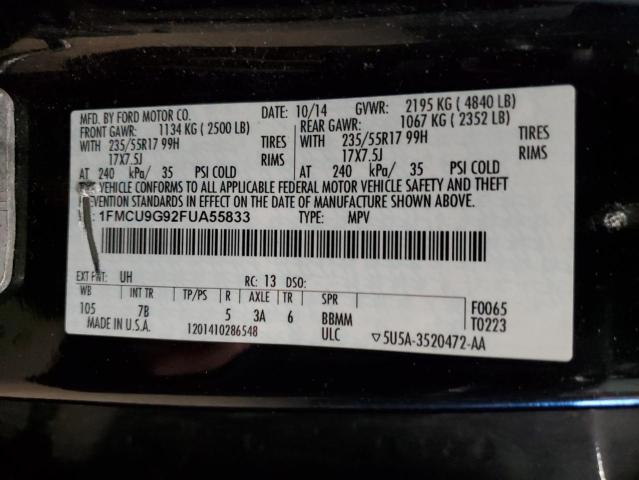 MFD. BY FORD MOTOR CO. DATE: 10/14 GVWR: 2195 KG ( 4840 LB)
FRONT GAWR: 1134 KG ( 2500 LB) REAR GAWR: 1067 KG ( 2352 LB)
WITH 235/55R17 99H TIRES WITH 235/55R17 99H TIRES
17X7.5J RIMS 17X7.5J RIMS
AT 240 kPa/ 35 PSI COLD AT 240 kPa/ 35 PSI COLD
VEHICLE CONFORMS TO ALL APPLICABLE FEDERAL MOTOR VEHICLE SAFETY AND THEFT
STANDARDS IN EFFECT ON THE DATE OF MANUFACTURE SHOWN ABOVE.
1FMCU9G92FUA55833 TYPE: MPV
EXT PNT: UH RC: 13 DSO:
WB INT TR TP/PS R AXLE TR SPR F0065
105 7B 5 3A 6 BBMM T0223
MADE IN U.S.A. 1201410286548 ULC ▽5U5A-3520472-AA